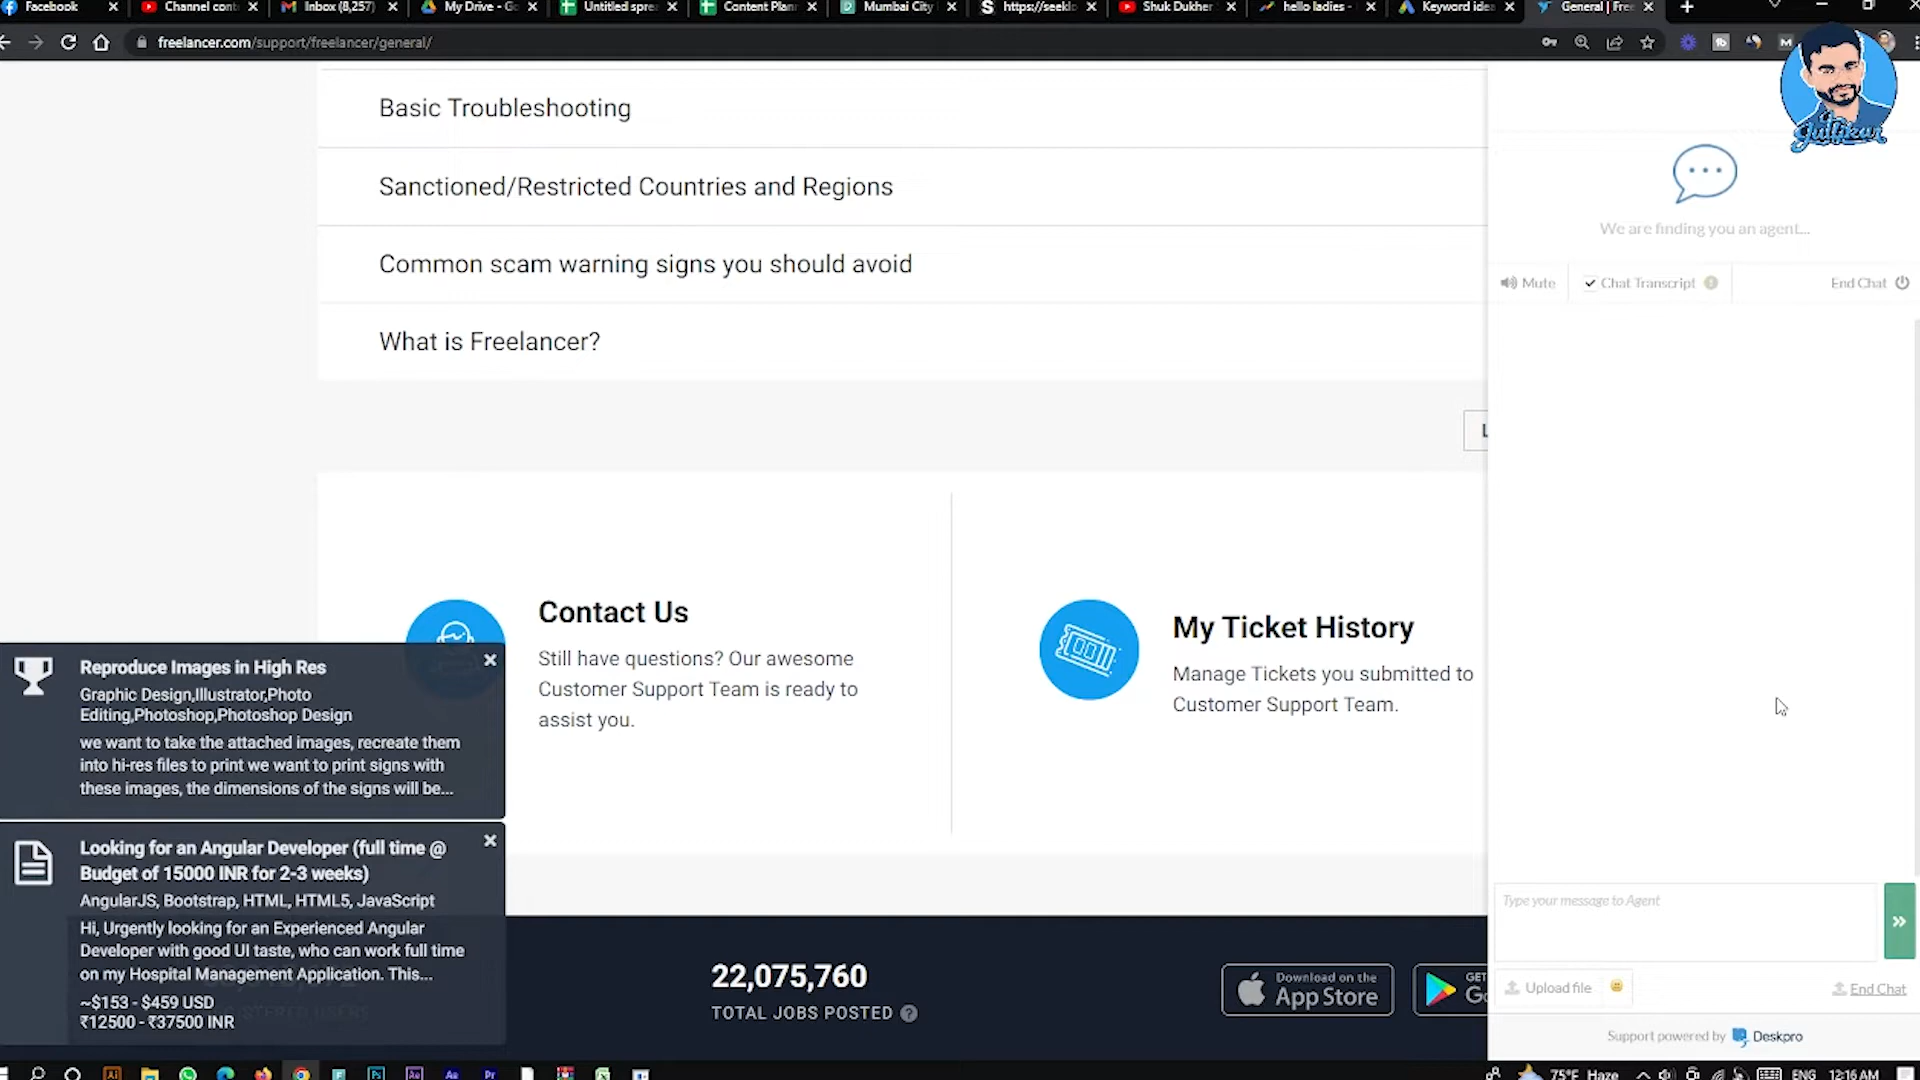 Facebook
Channel cont
Inbox (8,257)
My Drive - Go
Untitled spre
Content Plann
Mumbai City
https://seeklo
Shuk Dukher
hello ladies -
Keyword idea
General | Free
freelancer.com/support/freelancer/general/
Gulfikar
Basic Troubleshooting
Sanctioned/Restricted Countries and Regions
Common scam warning signs you should avoid
What is Freelancer?
We are finding you an agent...
Mute
Chat Transcript
End Chat
Contact Us
Still have questions? Our awesome
Customer Support Team is ready to
assist you.
My Ticket History
Manage Tickets you submitted to
Customer Support Team.
Reproduce Images in High Res
Graphic Design,Illustrator,Photo
Editing,Photoshop,Photoshop Design
we want to take the attached images, recreate them
into hi-res files to print we want to print signs with
these images, the dimensions of the signs will be...
Looking for an Angular Developer (full time @
Budget of 15000 INR for 2-3 weeks)
AngularJS, Bootstrap, HTML, HTML5, JavaScript
Hi, Urgently looking for an Experienced Angular
Developer with good UI taste, who can work full time
on my Hospital Management Application. This...
~$153 - $459 USD
₹12500 - ₹37500 INR
22,075,760
TOTAL JOBS POSTED
Download on the
App Store
GET
Go
Type your message to Agent
Upload file
End Chat
Support powered by Deskpro
75°F Haze
ENG
12:16 AM